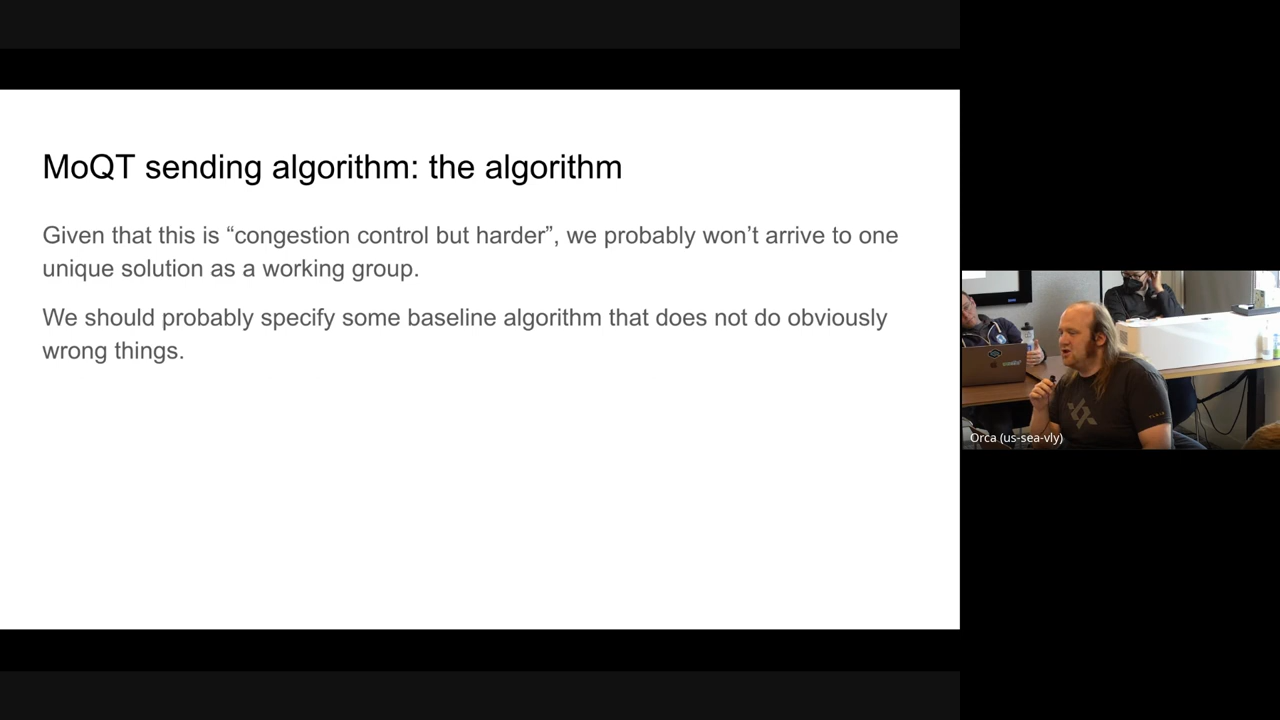 MoQT sending algorithm: the algorithm
Given that this is “congestion control but harder”, we probably won’t arrive to one
unique solution as a working group.
We should probably specify some baseline algorithm that does not do obviously
wrong things.
Orca (us-sea-vly)